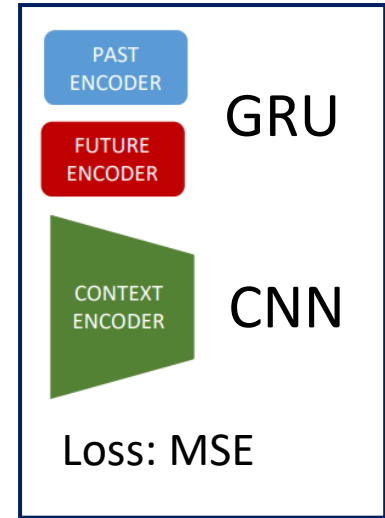 PAST
ENCODER
GRU
FUTURE
ENCODER
CONTEXT
ENCODER
CNN
Loss: MSE